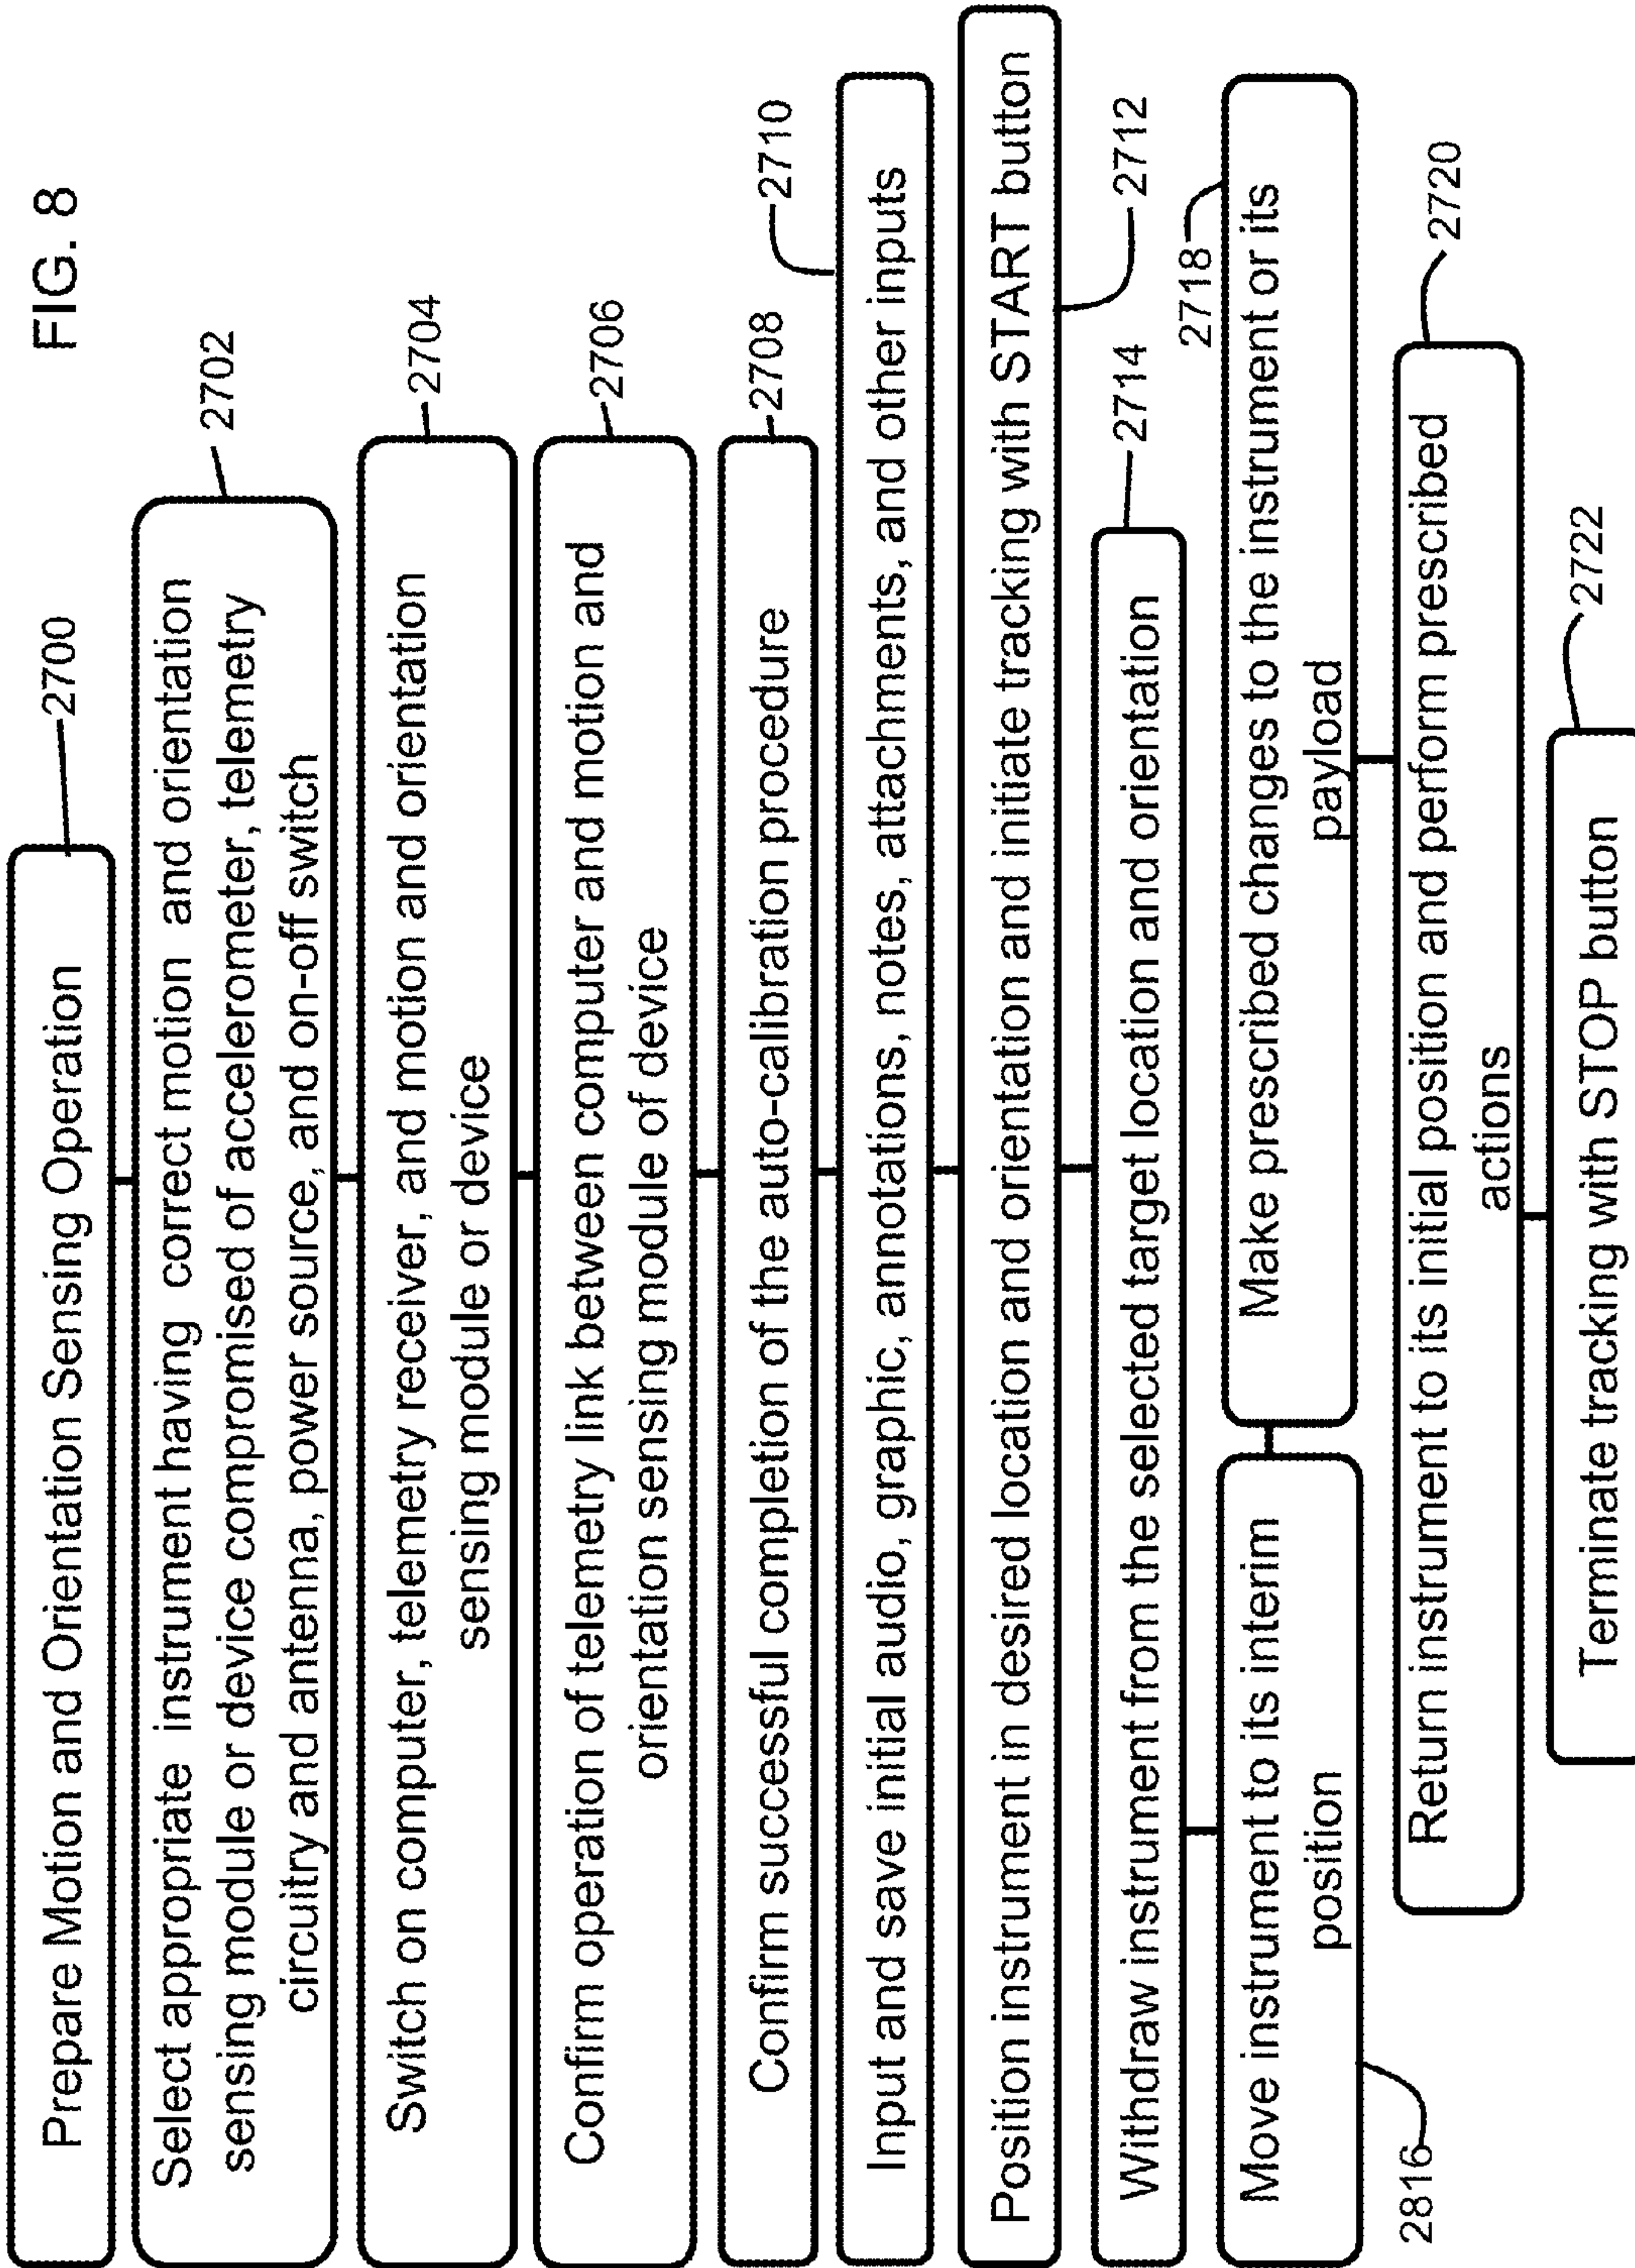 FIG. 8
Prepare Motion and Orientation Sensing Operation
2700
Select appropriate instrument having correct motion and orientation
sensing module or device compromised of accelerometer, telemetry
circuitry and antenna, power source, and on-off switch
2702
Switch on computer, telemetry receiver, and motion and orientation
sensing module or device
2704
Confirm operation of telemetry link between computer and motion and
orientation sensing module of device
2706
Confirm successful completion of the auto-calibration procedure
2708
Input and save initial audio, graphic, annotations, notes, attachments, and other inputs
2710
Position instrument in desired location and orientation and initiate tracking with START button
2712
Withdraw instrument from the selected target location and orientation
2714
Move instrument to its interim
position
2816
Make prescribed changes to the instrument or its
payload
2718
Return instrument to its initial position and perform prescribed
actions
2720
Terminate tracking with STOP button
2722